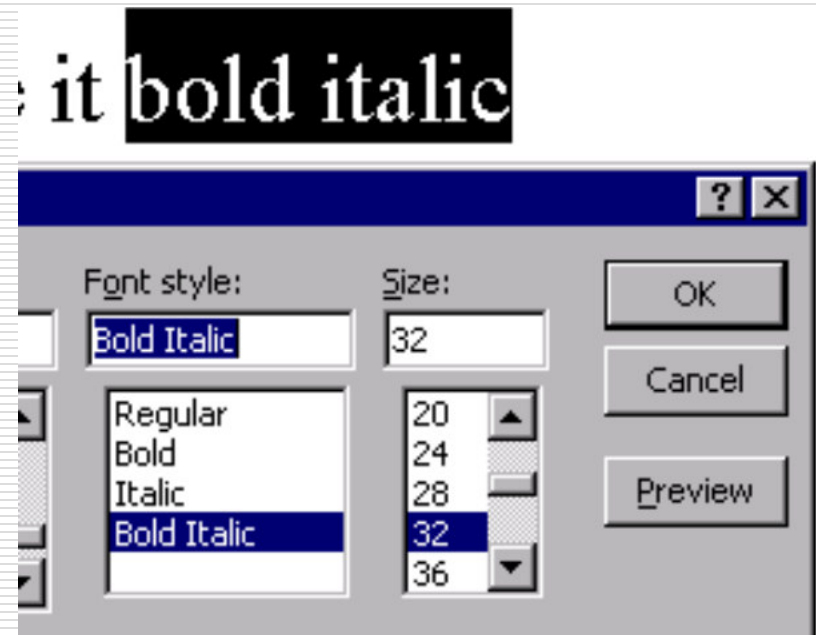 it bold italic
?
Font style:
Size:
OK
Bold Italic
32
Cancel
Regular
Bold
Italic
Bold Italic
20
24
28
32
36
Preview